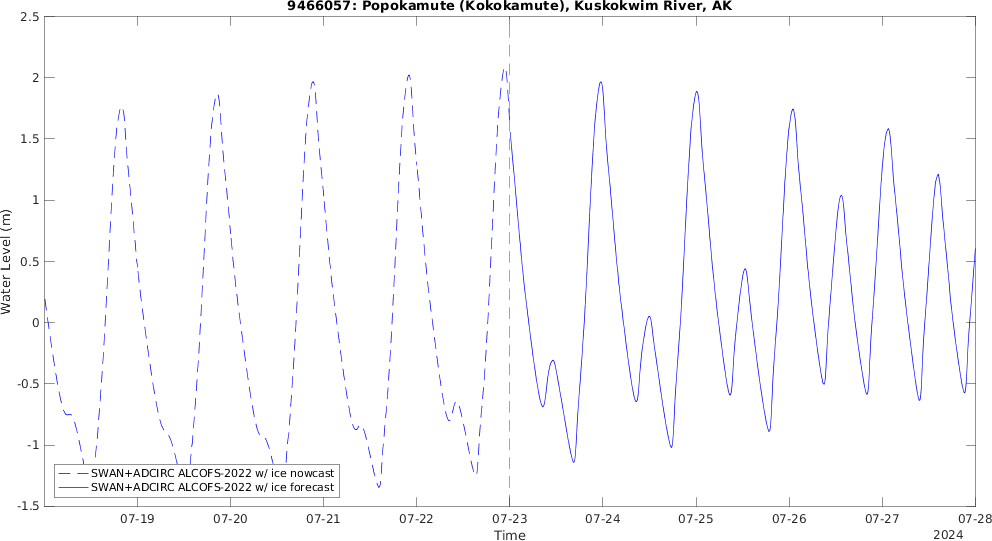 9466057: Popokamute (Kokokamute), Kuskokwim River, AK
2.5
2
1.5
1
0.5
0
-0.5
-1
-1.5
Water Level (m)
SWAN+ADCIRC ALCOFS-2022 w/ ice nowcast
SWAN+ADCIRC ALCOFS-2022 w/ ice forecast
07-19 07-20 07-21 07-22 07-23 07-24 07-25 07-26 07-27 07-28
Time
2024